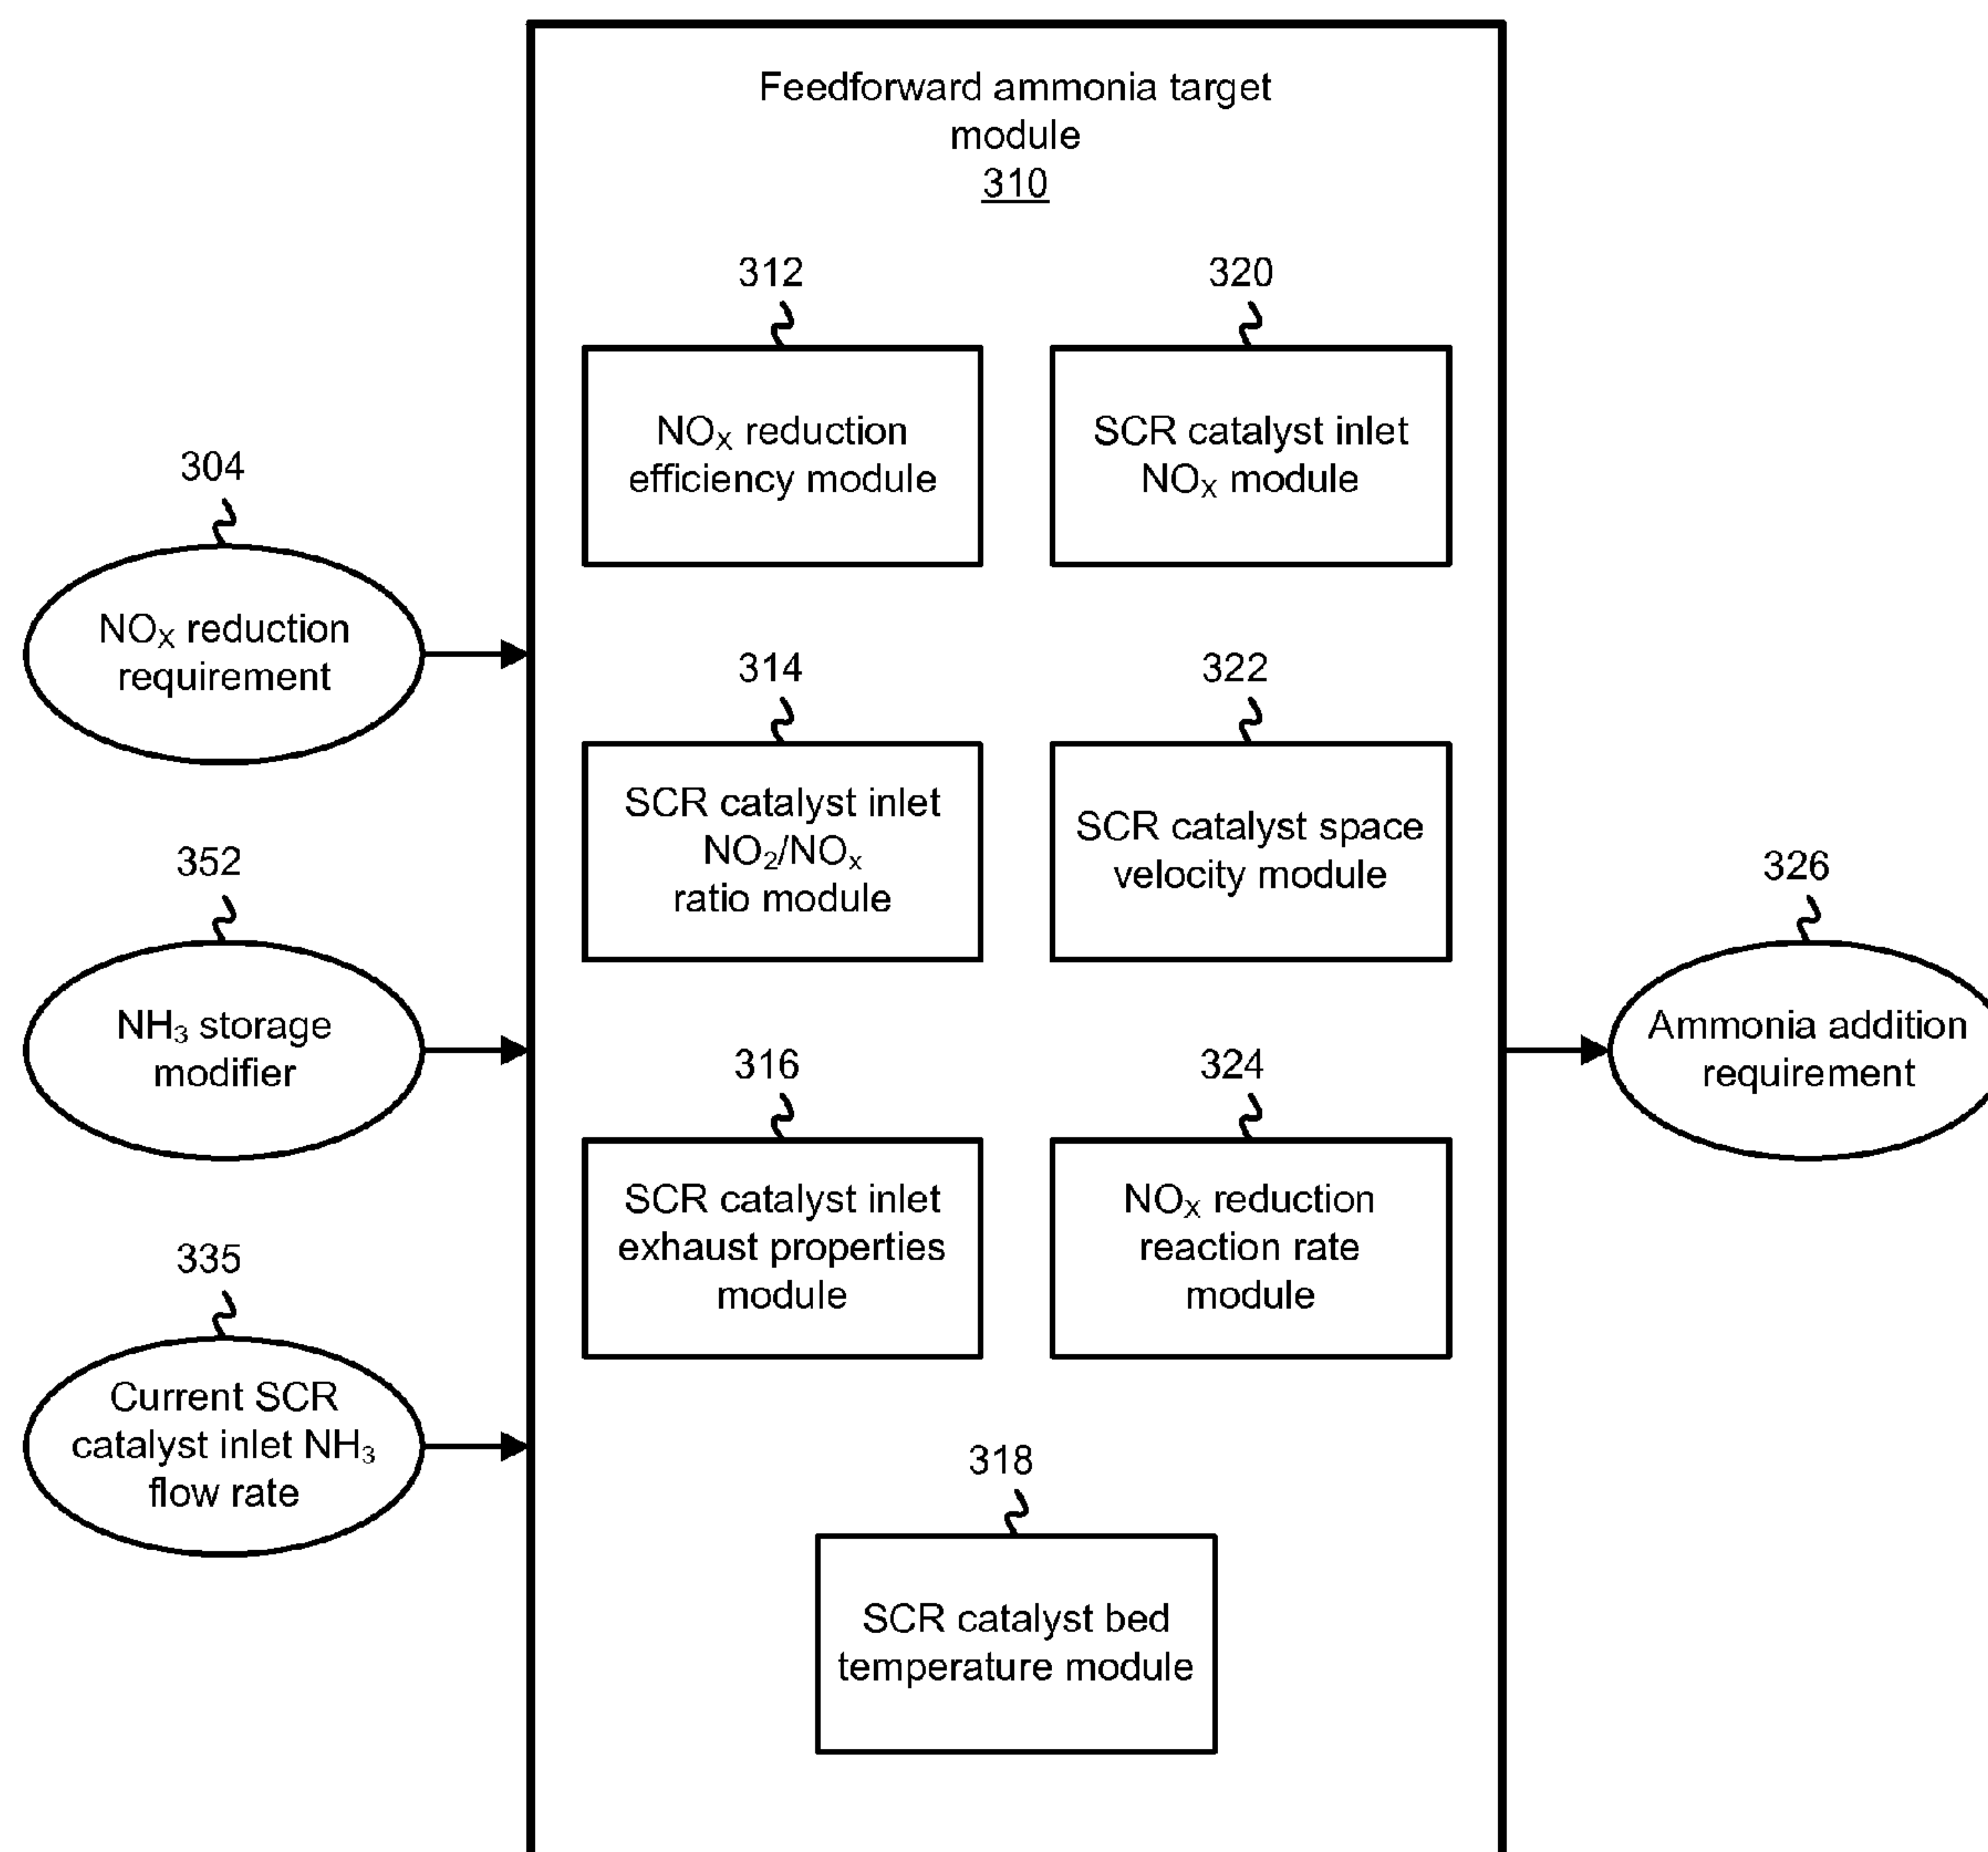 Feedforward ammonia target
module
310
312
NOX reduction
efficiency module
320
SCR catalyst inlet
NOX module
304
NOX reduction
requirement
314
SCR catalyst inlet
NO2/NOx
ratio module
322
SCR catalyst space
velocity module
352
NH3 storage
modifier
326
Ammonia addition
requirement
316
SCR catalyst inlet
exhaust properties
module
324
NOX reduction
reaction rate
module
335
Current SCR
catalyst inlet NH3
flow rate
318
SCR catalyst bed
temperature module